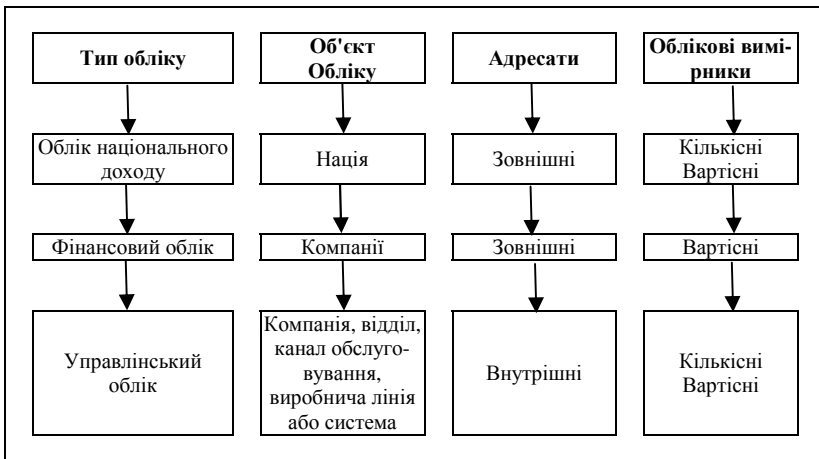 Тип обліку
Об'єкт
Обліку
Адресати
Облікові вимі-
рники
Облік національного
доходу
Нація
Зовнішні
Кількісні
Вартісні
Фінансовий облік
Компанії
Зовнішні
Вартісні
Управлінський
облік
Компанія, відділ,
канал обслуго-
вування,
виробнича лінія
або система
Внутрішні
Кількісні
Вартісні